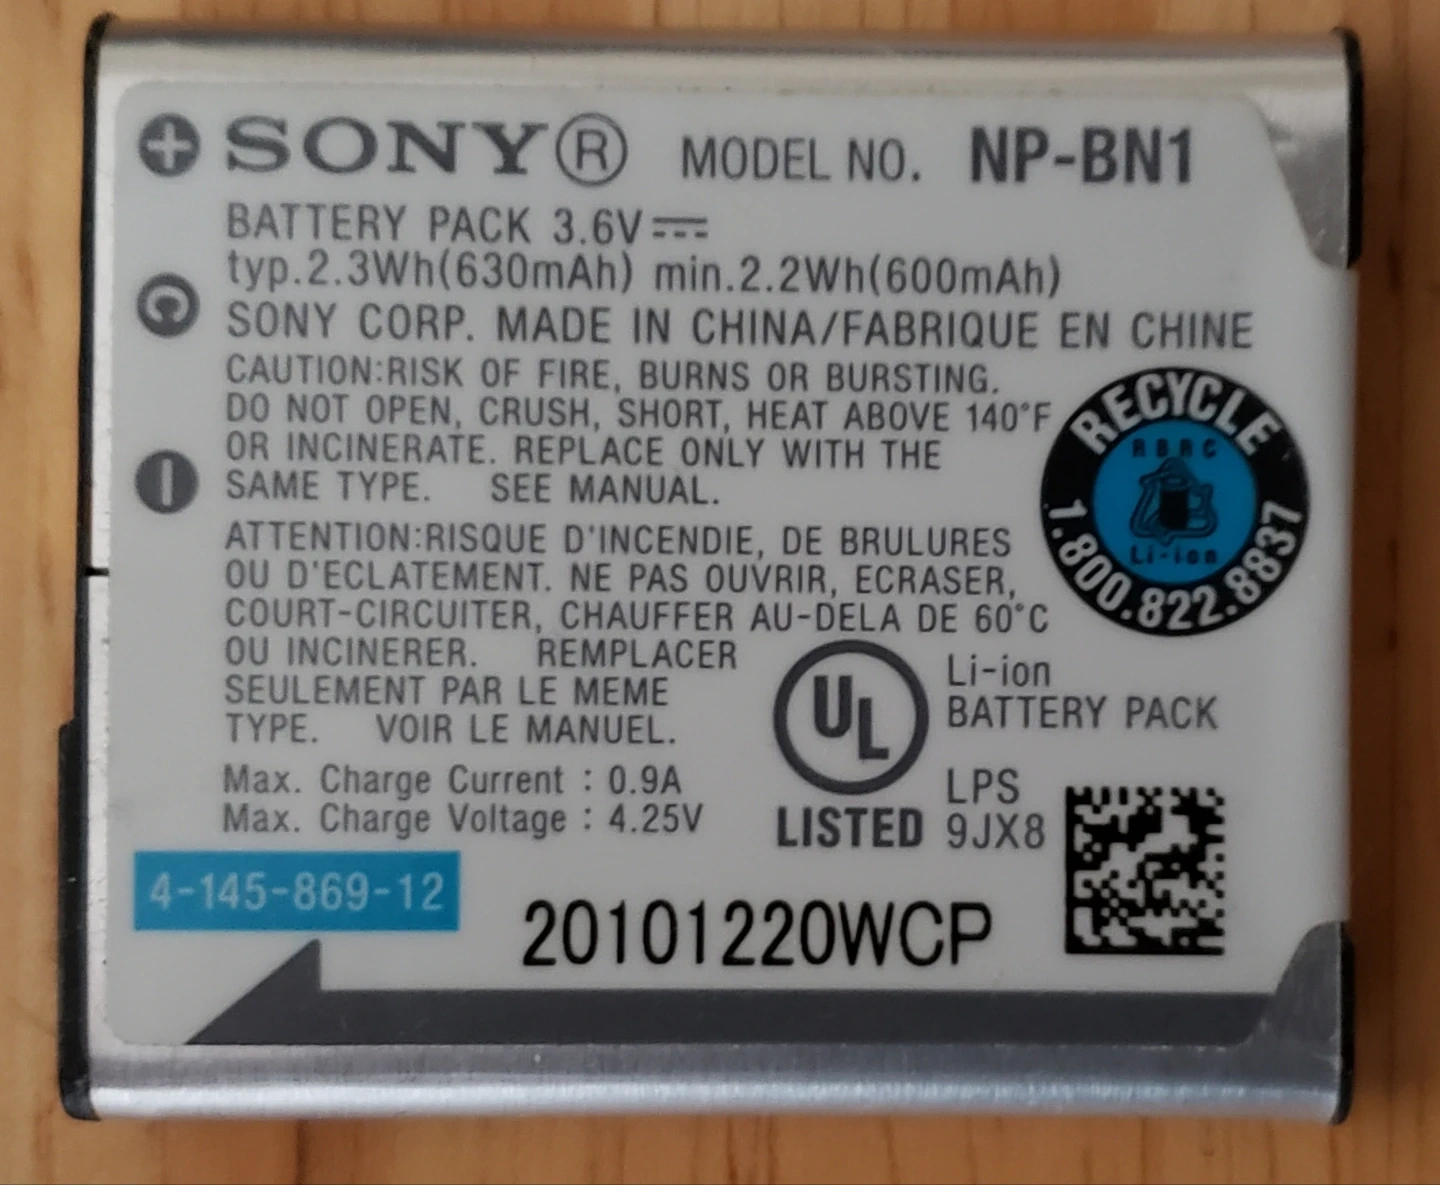 SONY® MODEL NO. NP-BN1
BATTERY PACK 3.6V
typ.2.3Wh(630mAh) min.2.2Wh(600mAh)
SONY CORP. MADE IN CHINA/FABRIQUE EN CHINE
CAUTION:RISK OF FIRE, BURNS OR BURSTING.
DO NOT OPEN, CRUSH, SHORT, HEAT ABOVE 140°F
OR INCINERATE. REPLACE ONLY WITH THE
SAME TYPE. SEE MANUAL.
RECYCLE
RBRC
Li-ion
1.800.822.8837
ATTENTION:RISQUE D'INCENDIE, DE BRULURES
OU D'ECLATEMENT. NE PAS OUVRIR, ECRASER,
COURT-CIRCUITER, CHAUFFER AU-DELA DE 60°C
OU INCINERER. REMPLACER
SEULEMENT PAR LE MEME
TYPE. VOIR LE MANUEL.
UL
LISTED
Li-ion
BATTERY PACK
LPS
9JX8
Max. Charge Current : 0.9A
Max. Charge Voltage : 4.25V
4-145-869-12
20101220WCP